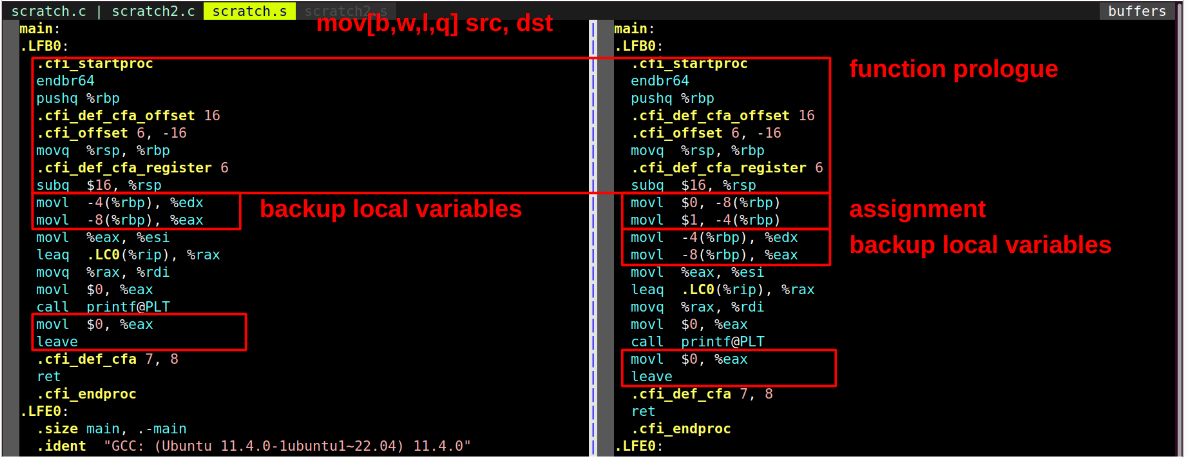 scratch.c | scratch2.c scratch.s scratch2.s buffers
mov[b,w,l,q] src, dst
main:
.LFB0:
.cfi_startproc
endbr64
pushq %rbp
.cfi_def_cfa_offset 16
.cfi_offset 6, -16
movq %rsp, %rbp
.cfi_def_cfa_register 6
subq $16, %rsp
movl -4(%rbp), %edx
movl -8(%rbp), %eax
backup local variables
movl %eax, %esi
leaq .LC0(%rip), %rax
movq %rax, %rdi
movl $0, %eax
call printf@PLT
movl $0, %eax
leave
.cfi_def_cfa 7, 8
ret
.cfi_endproc
.LFE0:
.size main, .-main
.ident "GCC: (Ubuntu 11.4.0-1ubuntu1~22.04) 11.4.0"
main:
.LFB0:
.cfi_startproc
function prologue
endbr64
pushq %rbp
.cfi_def_cfa_offset 16
.cfi_offset 6, -16
movq %rsp, %rbp
.cfi_def_cfa_register 6
subq $16, %rsp
movl $0, -8(%rbp)
movl $1, -4(%rbp)
assignment
movl -4(%rbp), %edx
movl -8(%rbp), %eax
backup local variables
movl %eax, %esi
leaq .LC0(%rip), %rax
movq %rax, %rdi
movl $0, %eax
call printf@PLT
movl $0, %eax
leave
.cfi_def_cfa 7, 8
ret
.cfi_endproc
.LFE0: